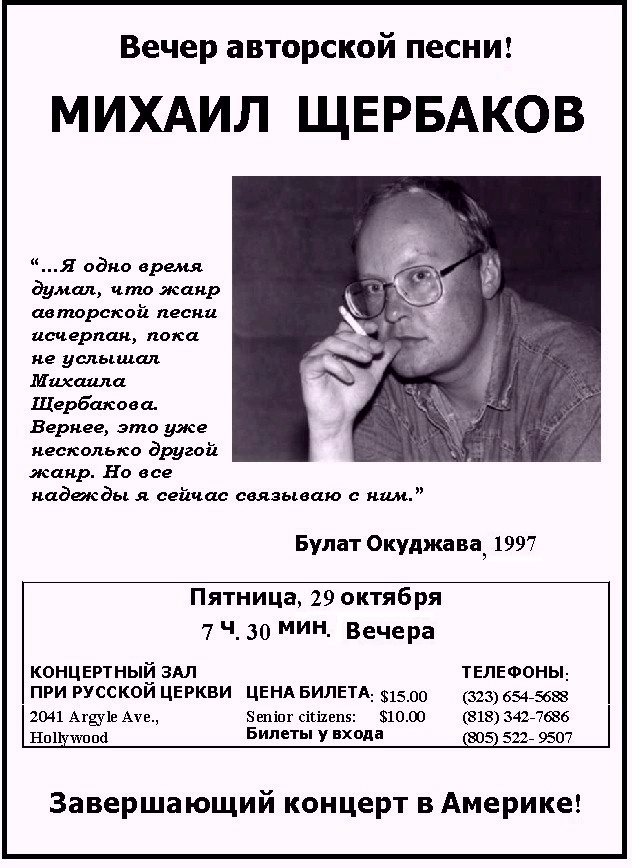 Вечер авторской песни!
МИХАИЛ ЩЕРБАКОВ
“...Я одно время
думал, что жанр
авторской песни
исчерпан, пока
не услышал
Михаила
Щербакова.
Вернее, это уже
несколько другой
жанр. Но все
надежды я сейчас связываю с ним.”
Булат Окуджава, 1997
Пятница, 29 октября
7 Ч. 30 МИН. Вечера
КОНЦЕРТНЫЙ ЗАЛ
ПРИ РУССКОЙ ЦЕРКВИ
2041 Argyle Ave.,
Hollywood
ЦЕНА БИЛЕТА: $15.00
Senior citizens: $10.00
Билеты у входа
ТЕЛЕФОНЫ:
(323) 654-5688
(818) 342-7686
(805) 522- 9507
Завершающий концерт в Америке!